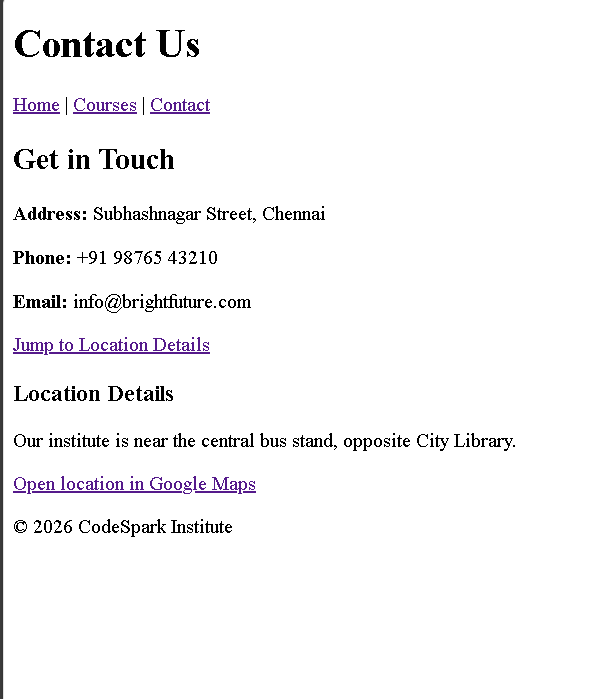 Contact Us
Home | Courses | Contact
Get in Touch
Address: Subhashnagar Street, Chennai
Phone: +91 98765 43210
Email: info@brightfuture.com
Jump to Location Details
Location Details
Our institute is near the central bus stand, opposite City Library.
Open location in Google Maps
© 2026 CodeSpark Institute